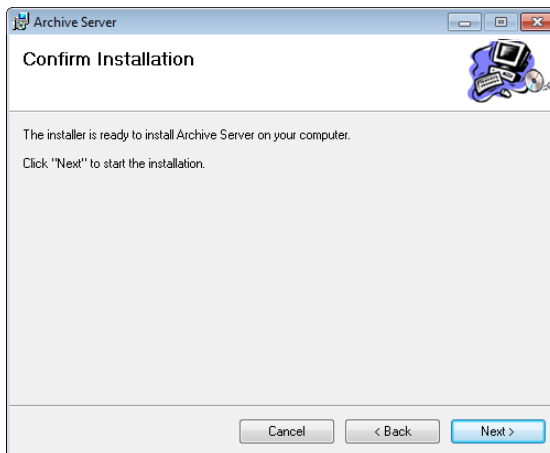 Archive Server
Confirm Installation
The installer is ready to install Archive Server on your computer.
Click "Next" to start the installation.
Cancel
< Back
Next >